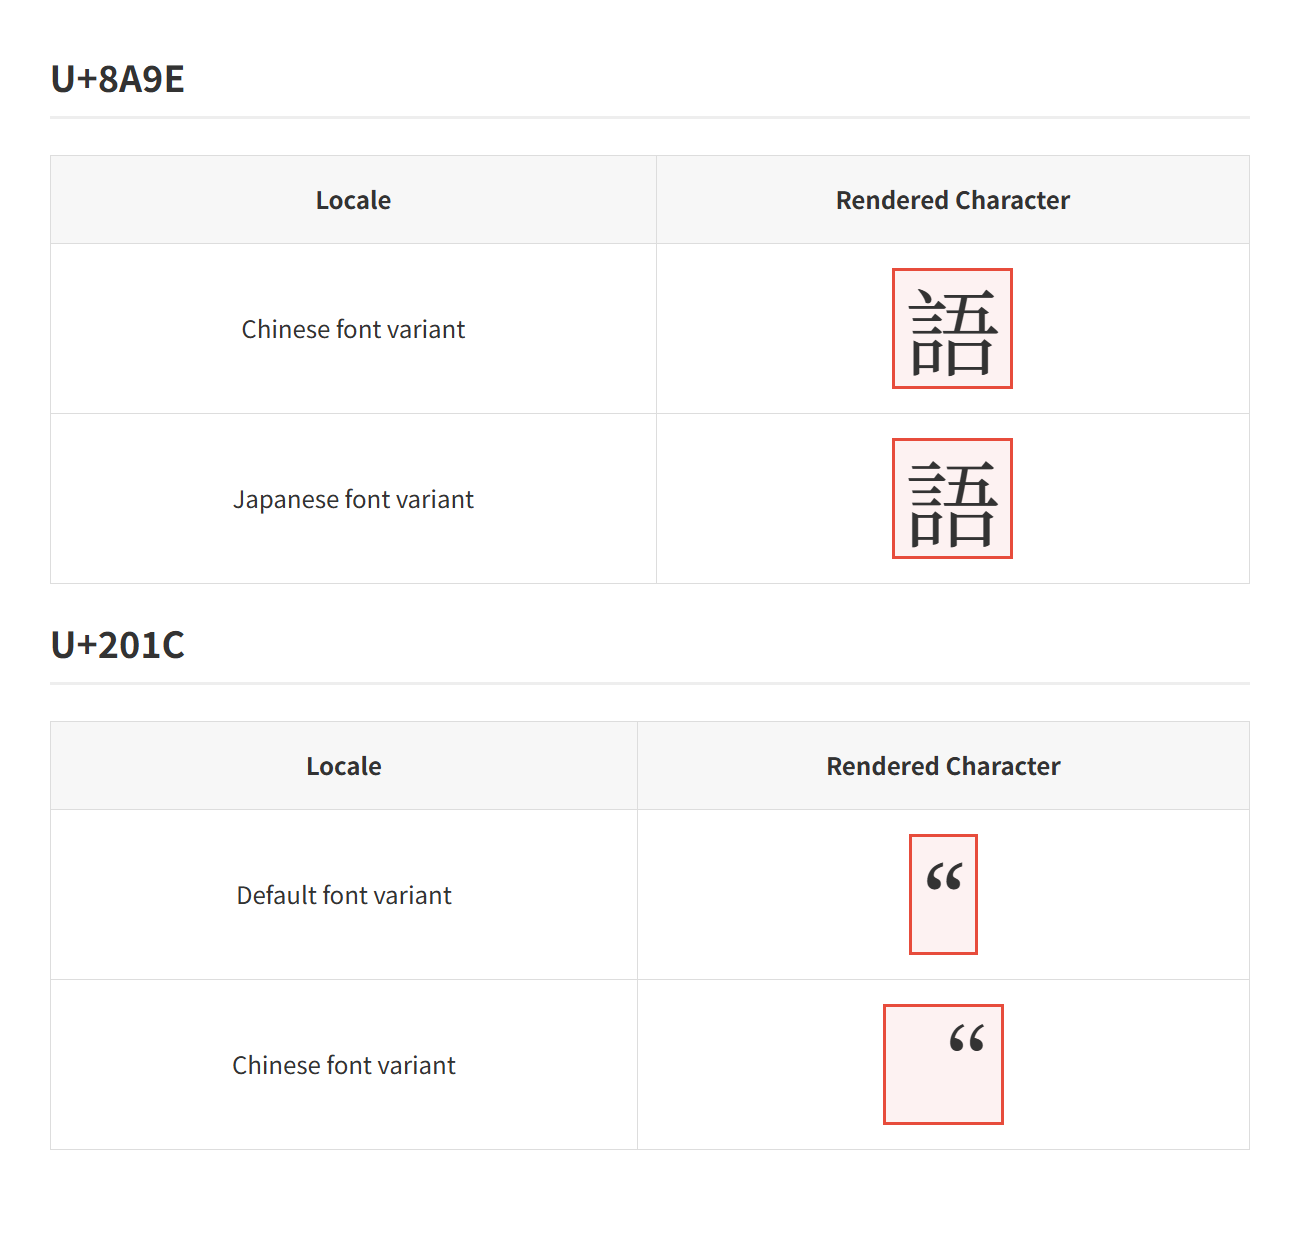 U+8A9E
Locale Rendered Character
Chinese font variant 語
Japanese font variant 語
U+201C
Locale Rendered Character
Default font variant “
Chinese font variant “